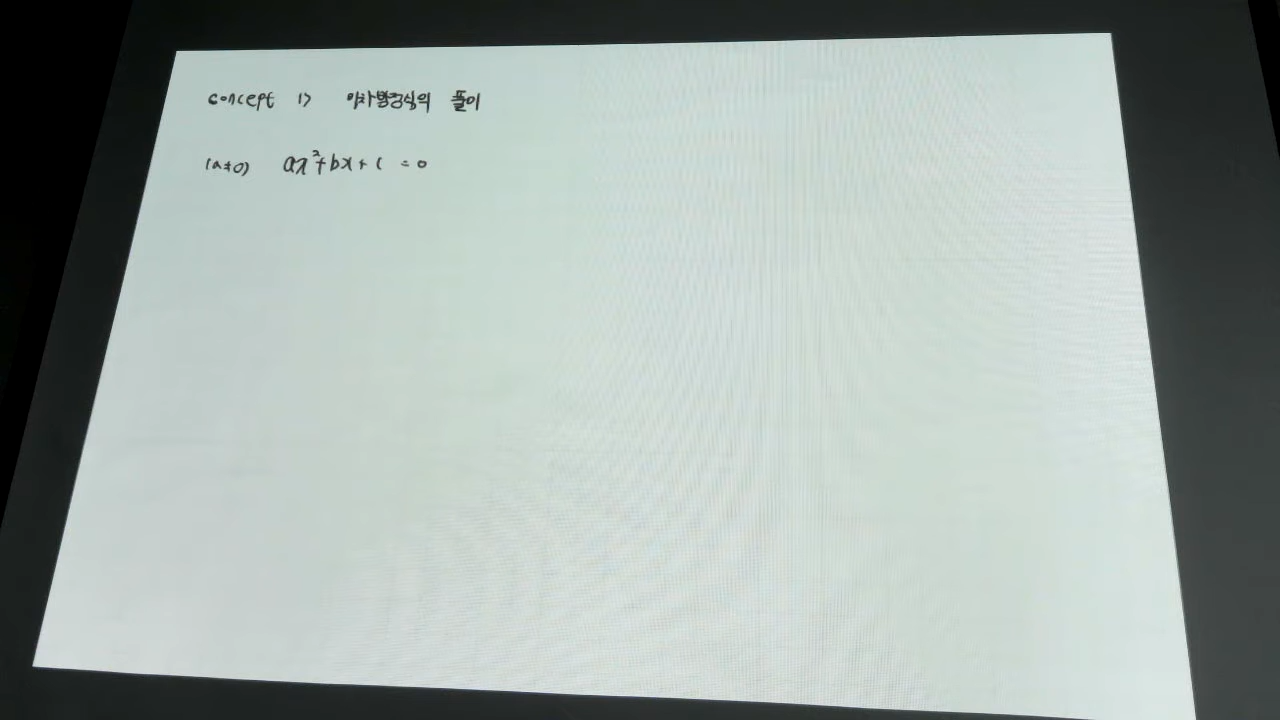 concept 1> 이차방정식의 풀이
(a≠0) ax²+bx+c =0